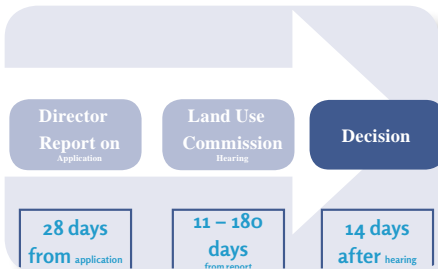 Director
Report on
Application
Land Use
Commission
Hearing
Decision
28 days
from application
11 – 180
days
from report
14 days
after hearing